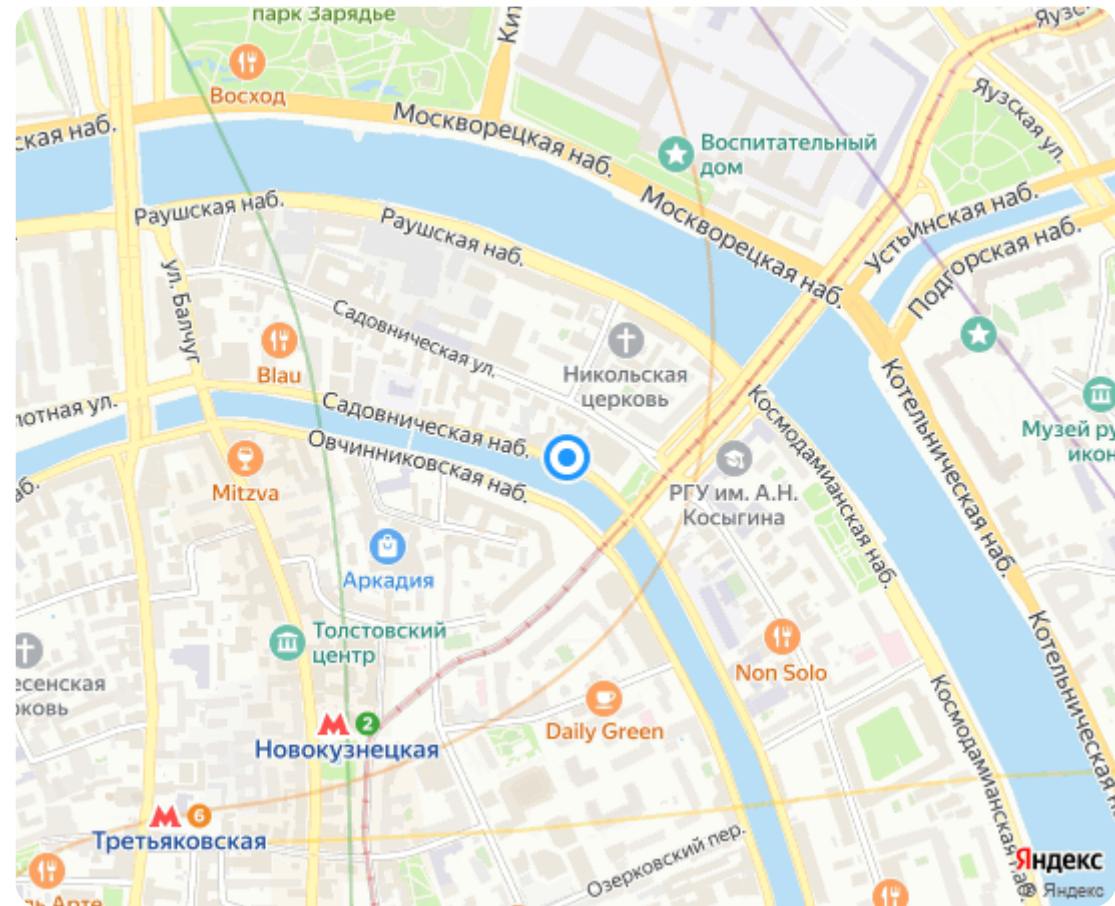 парк Зарядье
Восход
Москворецкая наб.
Воспитательный
дом
Яузская ул.
Москворецкая наб.
Устьинская наб.
Подгорская наб.
Раушская наб.
Раушская наб.
ул. Балчуг
Садовническая ул.
Blau
Никольская
церковь
Садовническая наб.
Овчинниковская наб.
Mitzva
РГУ им. А.Н.
Косыгина
Космодамианская наб.
Котельническая наб.
Аркадия
Толстовский
центр
Non Solo
Daily Green
2
Новокузнецкая
6
Третьяковская
Космодамианская наб.
Котельническая
Озерковский пер.
Яндекс
© Яндекс